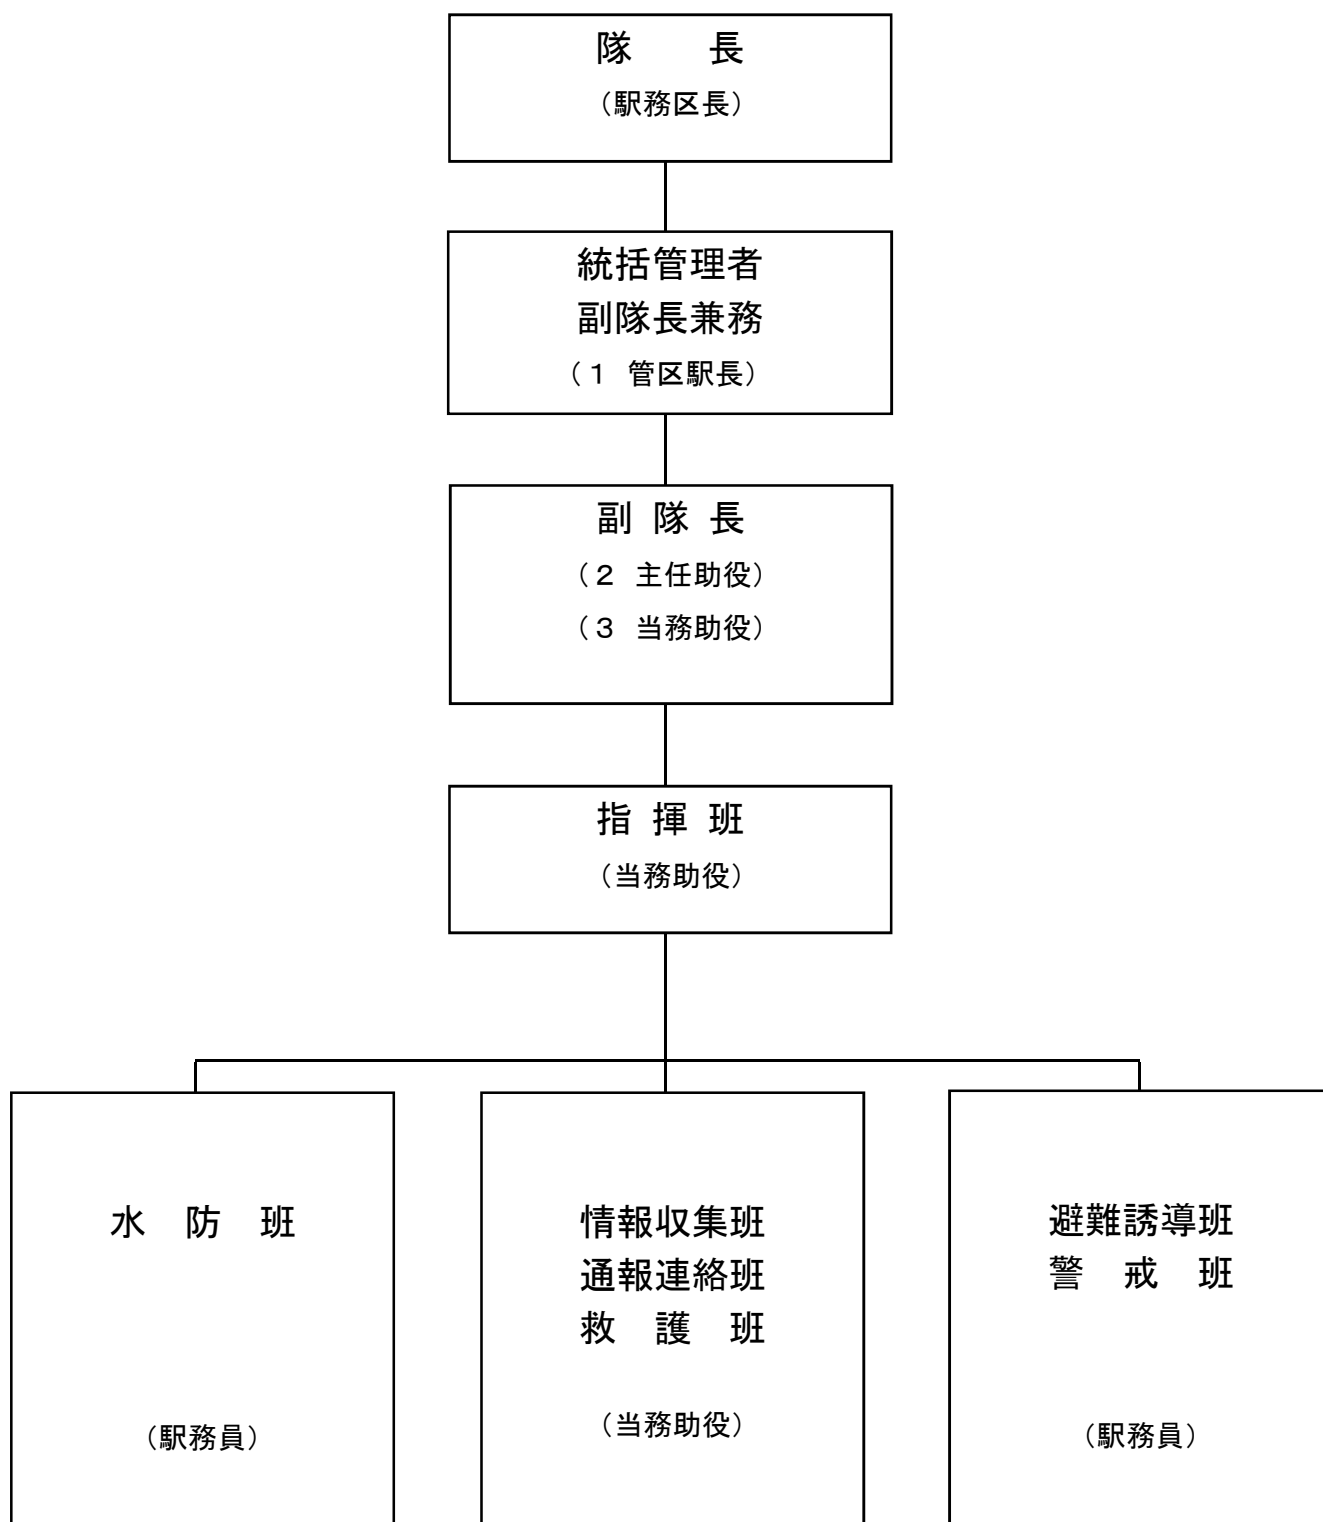 隊　　長
（駅務区長）
統括管理者
副隊長兼務
（１　管区駅長）
副 隊 長
（２　主任助役）
（３　当務助役）
指 揮 班
（当務助役）
水　防　班
（駅務員）
情報収集班
通報連絡班
救　護　班
（当務助役）
避難誘導班
警　戒　班
（駅務員）